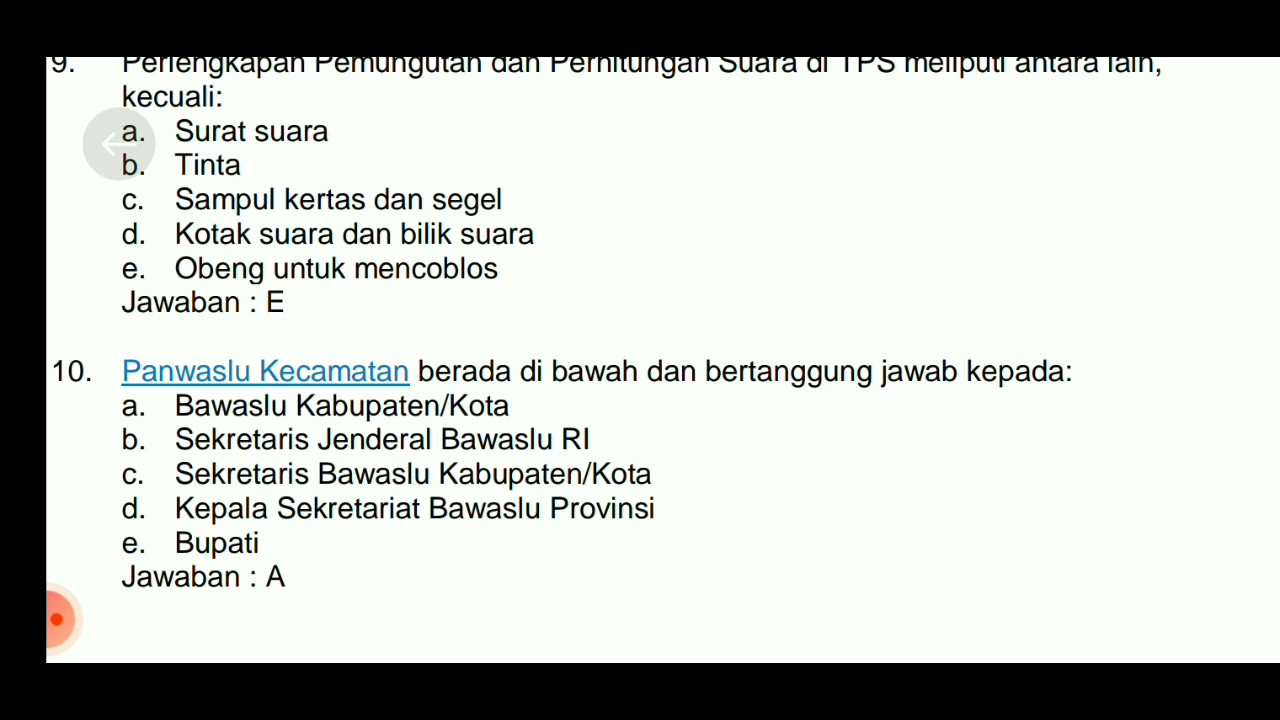 9. Perlengkapan Pemungutan dan Perhitungan Suara di TPS meliputi antara lain,
kecuali:
a. Surat suara
b. Tinta
c. Sampul kertas dan segel
d. Kotak suara dan bilik suara
e. Obeng untuk mencoblos
Jawaban : E
10. Panwaslu Kecamatan berada di bawah dan bertanggung jawab kepada:
a. Bawaslu Kabupaten/Kota
b. Sekretaris Jenderal Bawaslu RI
c. Sekretaris Bawaslu Kabupaten/Kota
d. Kepala Sekretariat Bawaslu Provinsi
e. Bupati
Jawaban : A